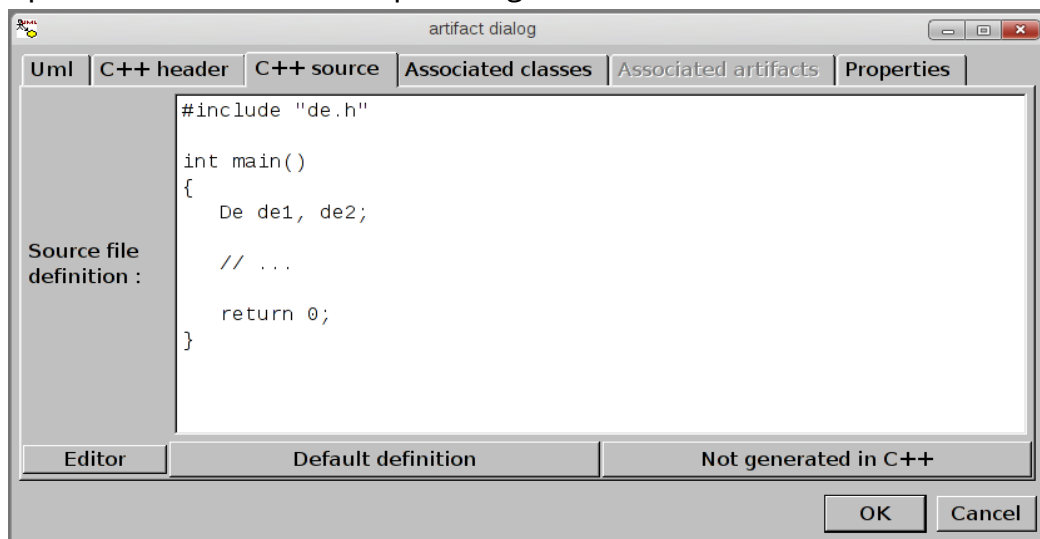 artifact dialog
Uml C++ header C++ source Associated classes Associated artifacts Properties
#include "de.h"
int main()
{
De de1, de2;
Source file
definition :
// ...
return 0;
}
Editor Default definition Not generated in C++
OK Cancel